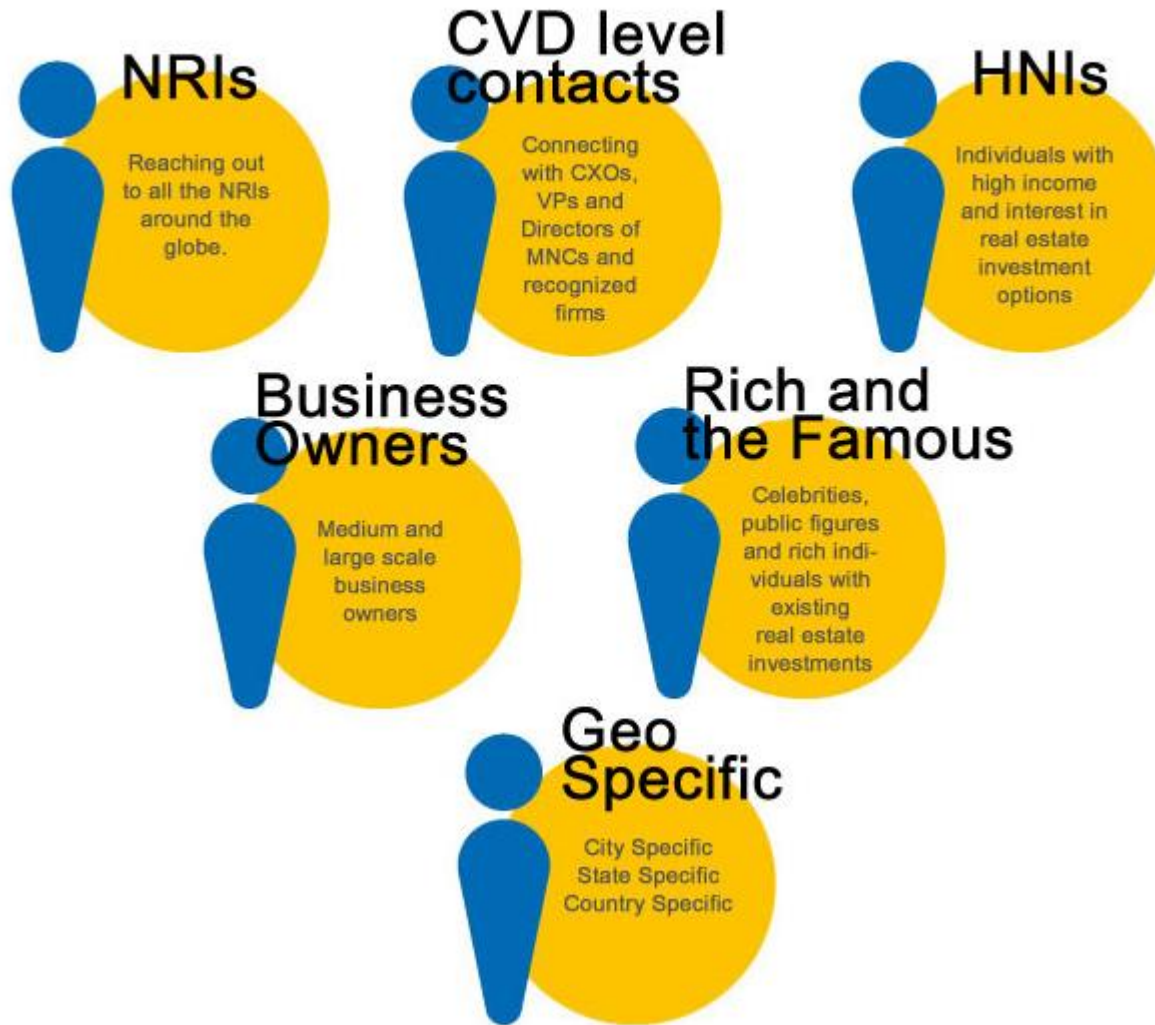 NRIs
Reaching out
to all the NRIs
around the
globe.
CVD level
contacts
Connecting
with CXOs,
VPs and
Directors of
MNCs and
recognized
firms
HNIs
Individuals with
high income
and interest in
real estate
investment
options
Business
Owners
Medium and
large scale
business
owners
Rich and
the Famous
Celebrities,
public figures
and rich indi-
viduals with
existing
real estate
investments
Geo
Specific
City Specific
State Specific
Country Specific